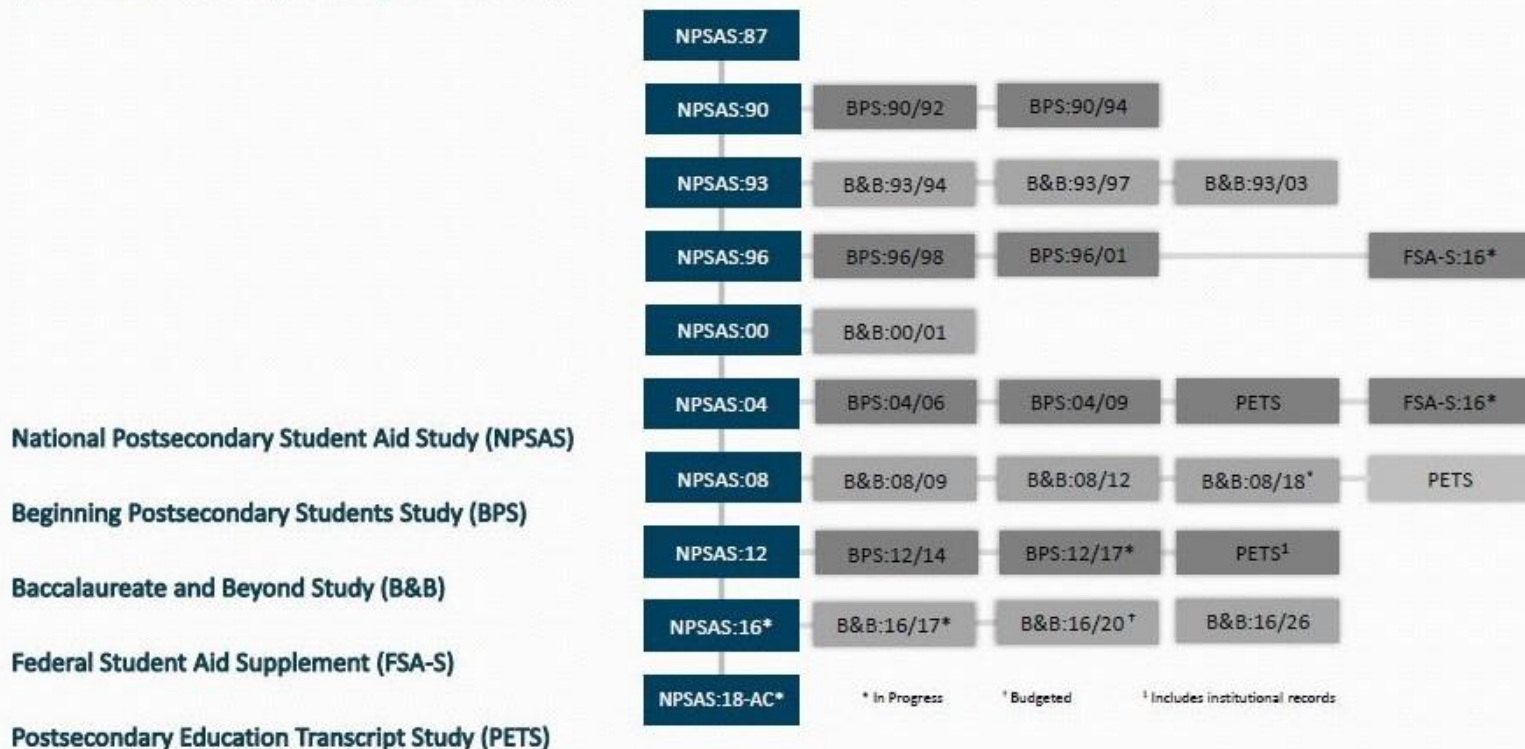 NPSAS:87
NPSAS:90 BPS:90/92 BPS:90/94
NPSAS:93 B&B:93/94 B&B:93/97 B&B:93/03
NPSAS:96 BPS:96/98 BPS:96/01 FSA-S:16*
NPSAS:00 B&B:00/01
NPSAS:04 BPS:04/06 BPS:04/09 PETS FSA-S:16*
National Postsecondary Student Aid Study (NPSAS)
NPSAS:08 B&B:08/09 B&B:08/12 B&B:08/18* PETS
Beginning Postsecondary Students Study (BPS)
NPSAS:12 BPS:12/14 BPS:12/17* PETS¹
Baccalaureate and Beyond Study (B&B)
NPSAS:16* B&B:16/17* B&B:16/20† B&B:16/26
Federal Student Aid Supplement (FSA-S)
NPSAS:18-AC* * In Progress † Budgeted ¹ Includes institutional records
Postsecondary Education Transcript Study (PETS)